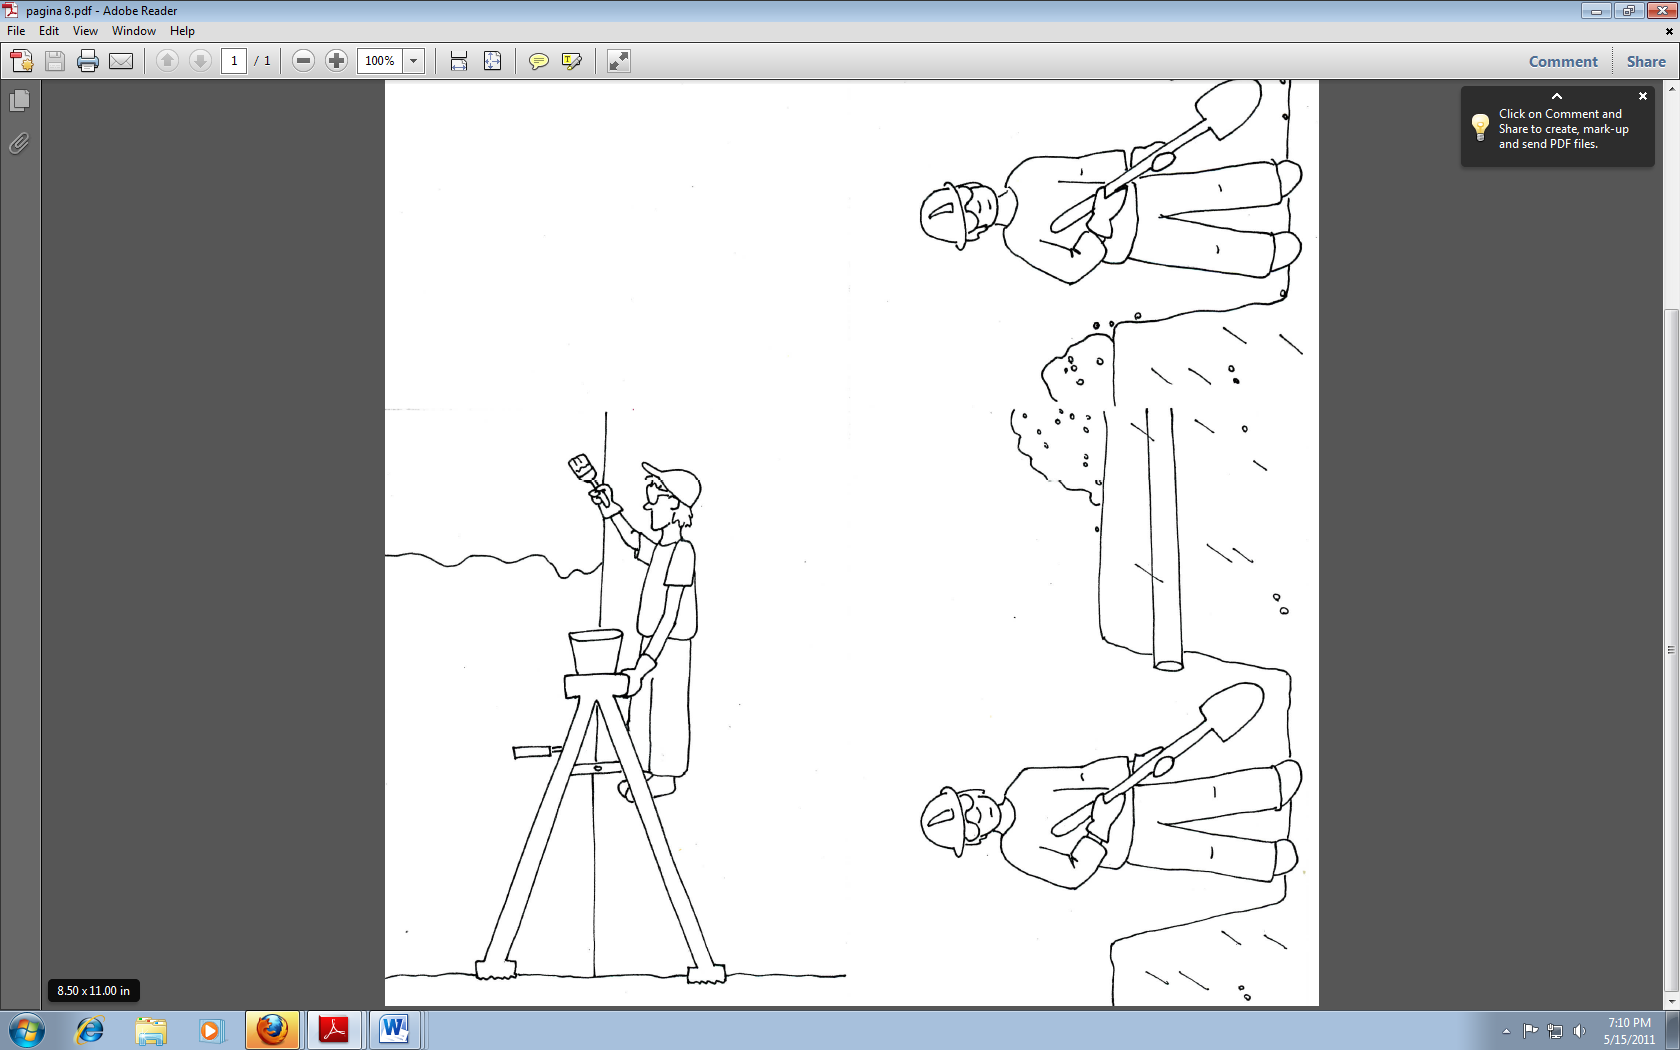 pagina 8.pdf - Adobe Reader
File Edit View Window Help
1 / 1 100% Comment Share
Click on Comment and
Share to create, mark-up
and send PDF files.
8.50 x 11.00 in
7:10 PM
5/15/2011